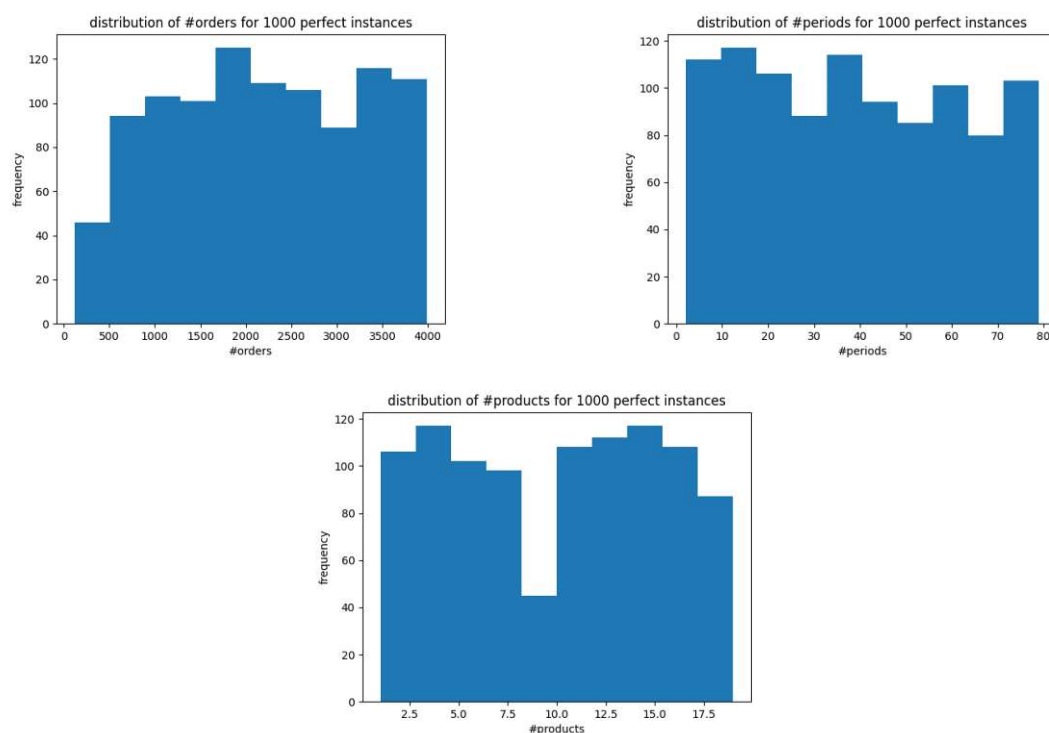 distribution of #orders for 1000 perfect instances
120
100
80
60
40
20
0
frequency
0 500 1000 1500 2000 2500 3000 3500 4000
#orders
distribution of #periods for 1000 perfect instances
120
100
80
60
40
20
0
frequency
0 10 20 30 40 50 60 70 80
#periods
distribution of #products for 1000 perfect instances
120
100
80
60
40
20
0
frequency
2.5 5.0 7.5 10.0 12.5 15.0 17.5
#products